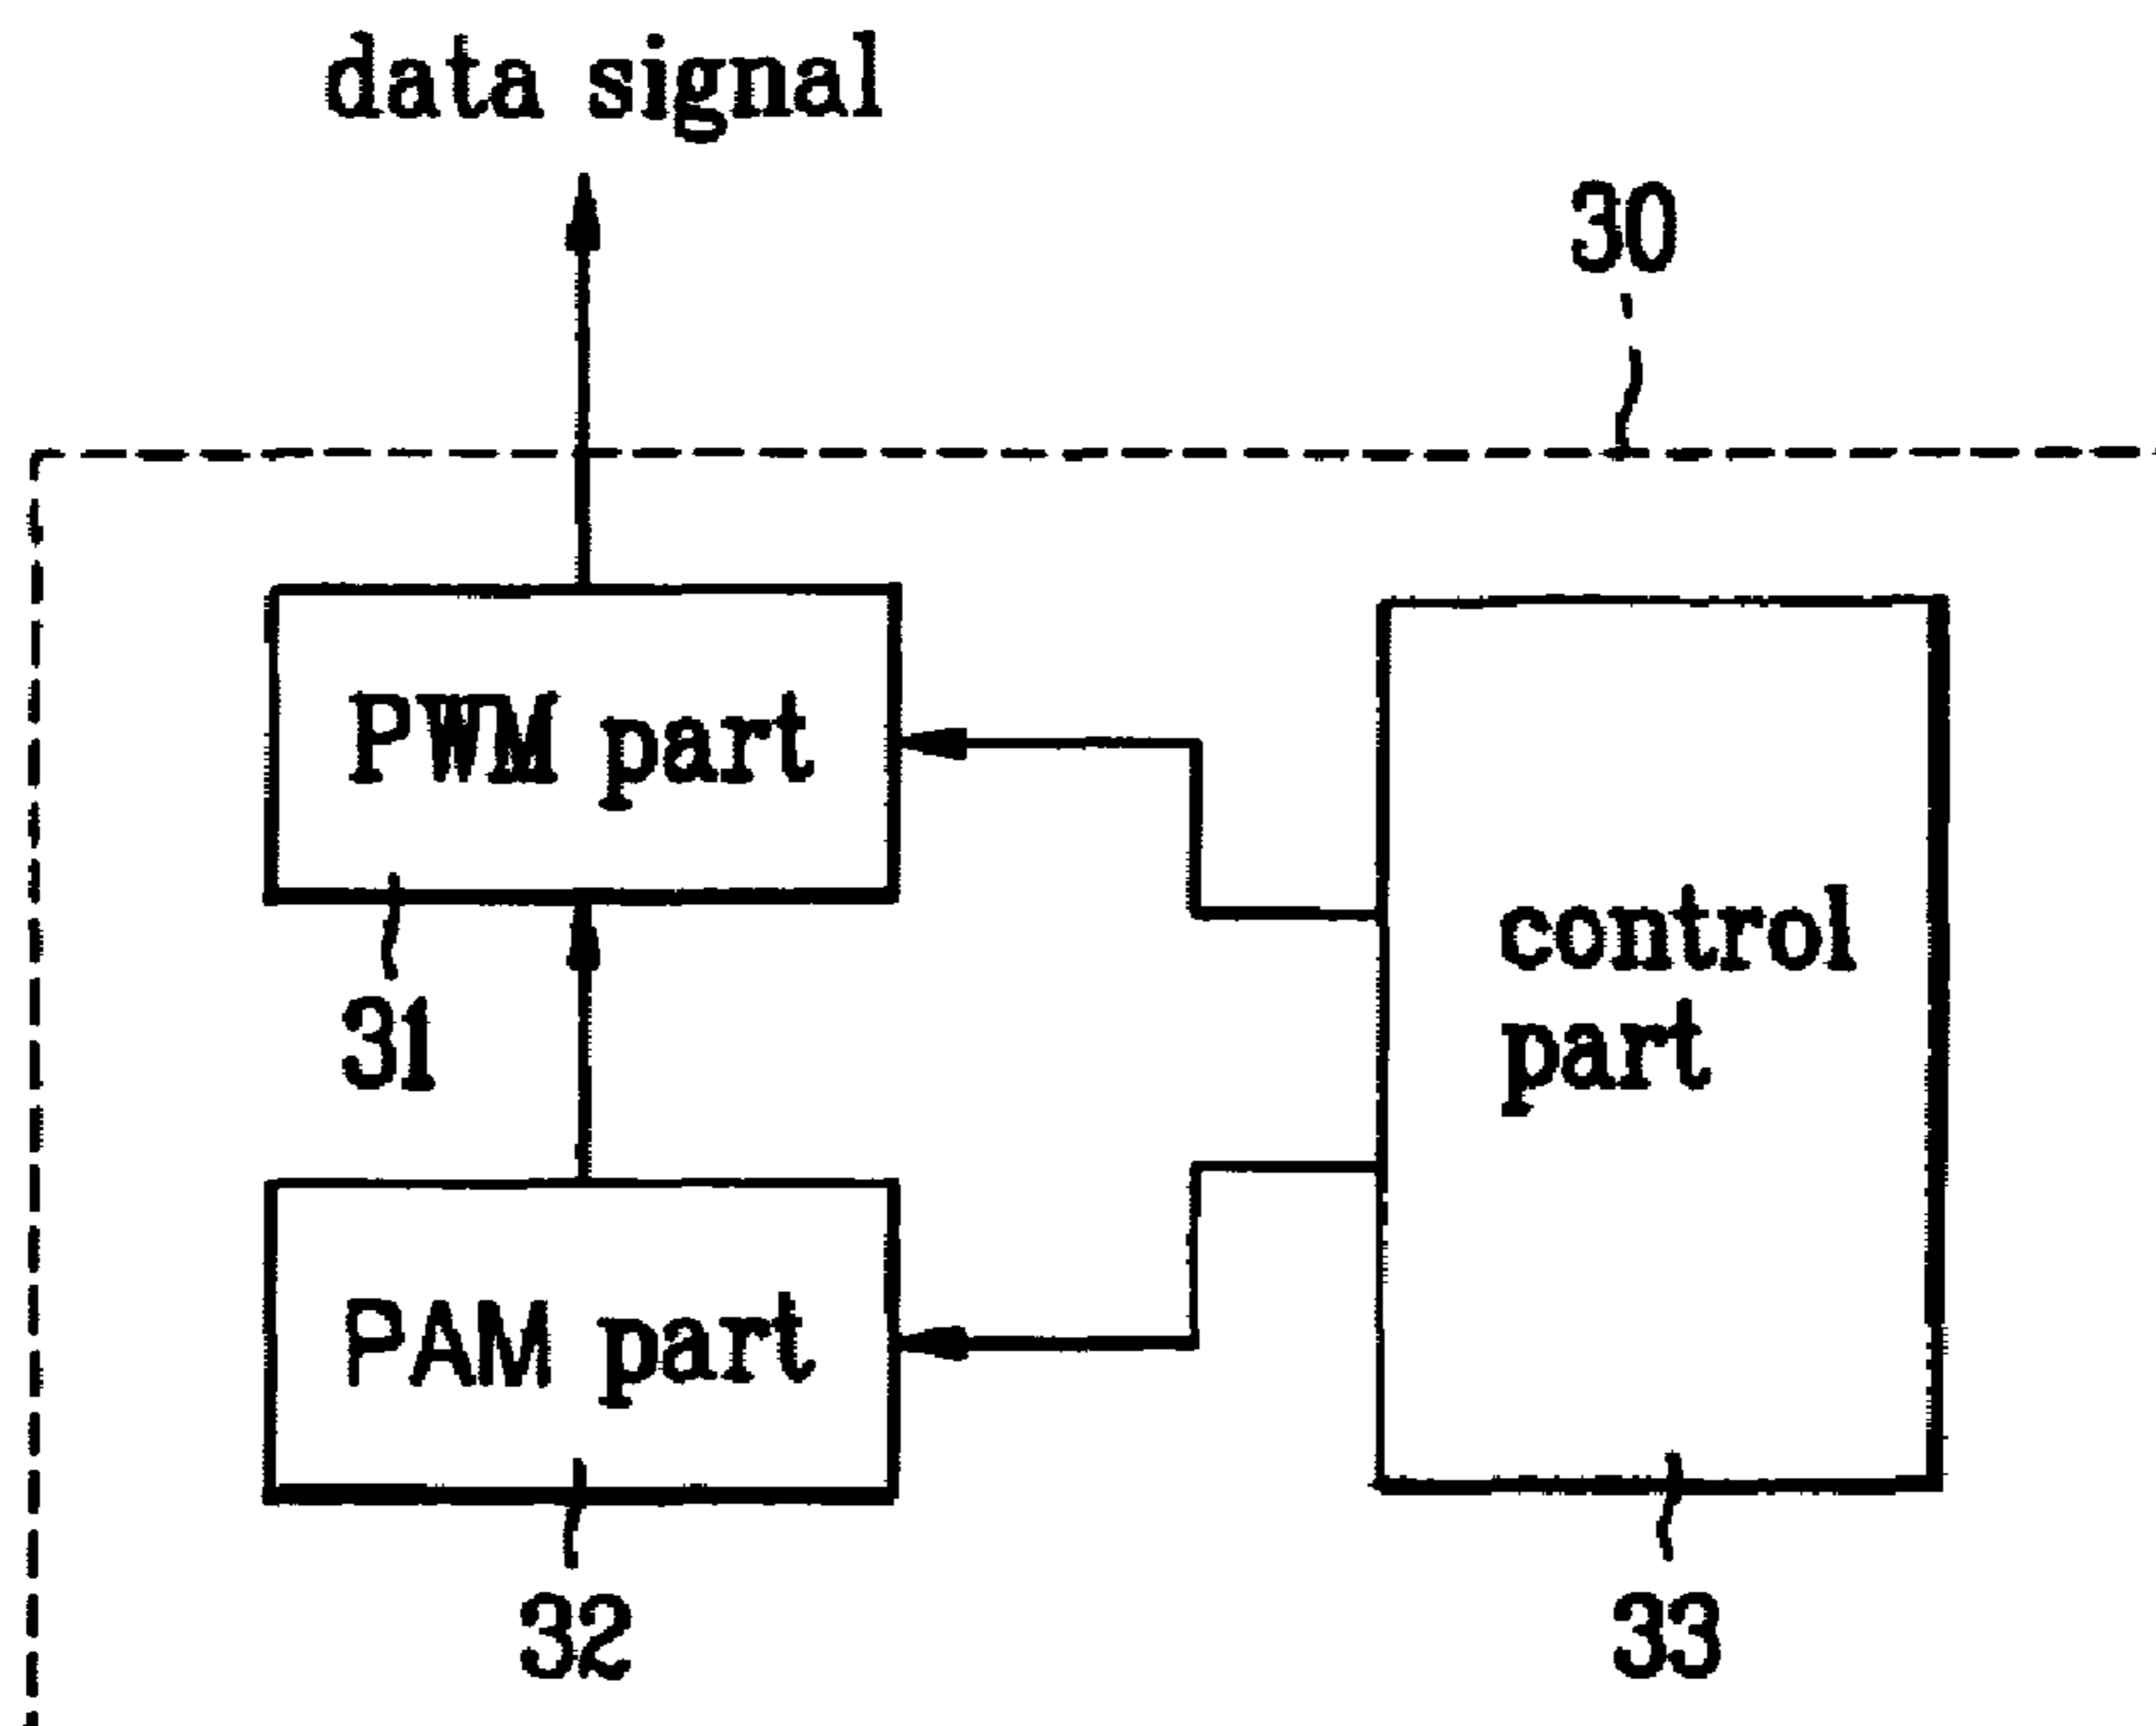 data signal
30
PWM part
31
control
part
PAM part
32
33